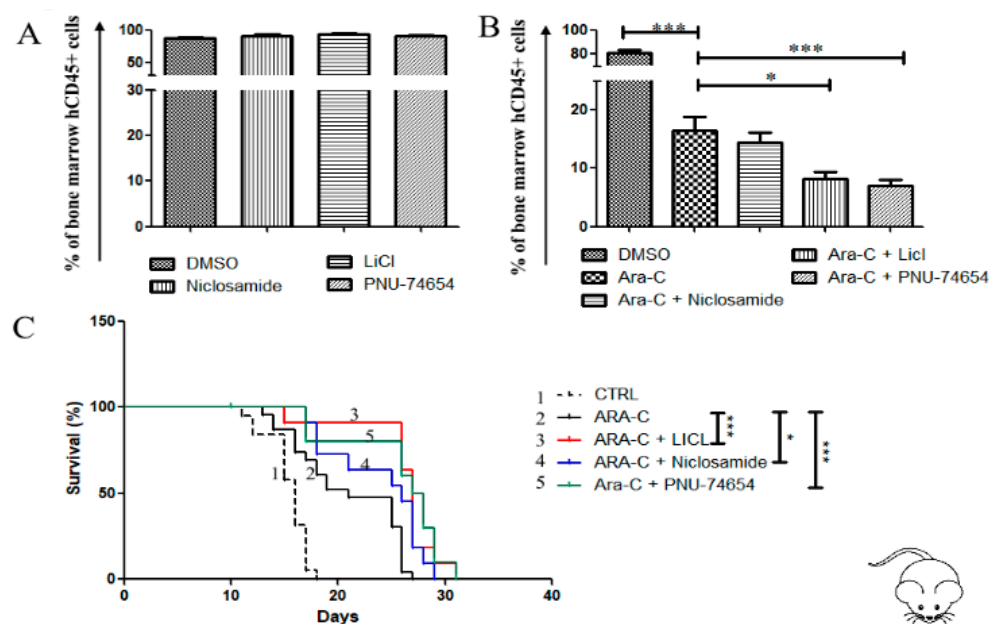 A
% of bone marrow hCD45+ cells
100
50
30
20
10
0
DMSO
LiCl
Niclosamide
PNU-74654
B
% of bone marrow hCD45+ cells
100
80
60
20
10
0
***
***
*
DMSO
Ara-C + Licl
Ara-C
Ara-C + PNU-74654
Ara-C + Niclosamide
C
Survival (%)
150
100
50
0
0
10
20
30
40
Days
1
2
3
4
5
1 CTRL
2 ARA-C
3 ARA-C + LICL
4 ARA-C + Niclosamide
5 Ara-C + PNU-74654
***
*
***